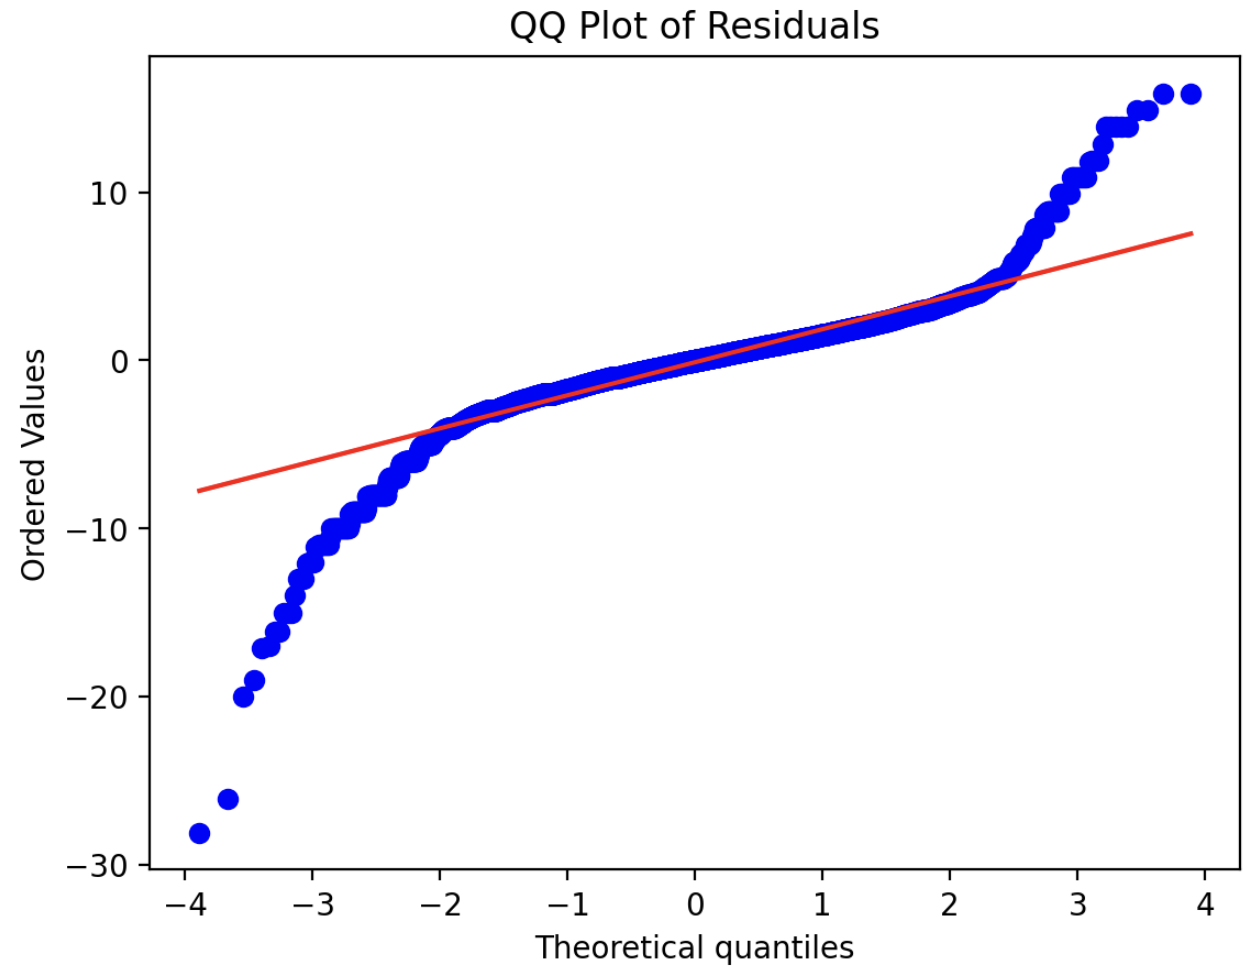 QQ Plot of Residuals
10
0
−10
−20
−30
Ordered Values
−4 −3 −2 −1 0 1 2 3 4
Theoretical quantiles